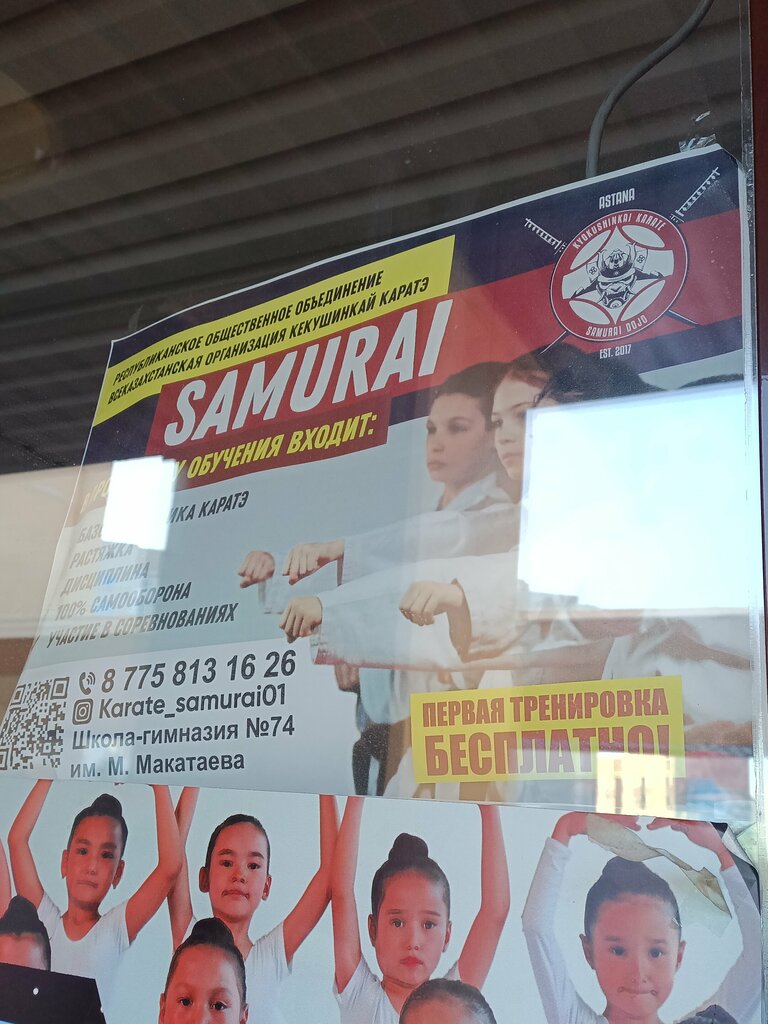 ASTANA
KYOKUSHINKAI KARATE
SAMURAI DOJO
EST. 2017
РЕСПУБЛИКАНСКОЕ ОБЩЕСТВЕННОЕ ОБЪЕДИНЕНИЕ
ВСЕКАЗАХСТАНСКАЯ ОРГАНИЗАЦИЯ КЕКУШИНКАЙ КАРАТЭ
SAMURAI
ОБУЧЕНИЯ ВХОДИТ:
КАРАТЭ
РАСТЯЖКА
ДИСЦИПЛИНА
100% САМООБОРОНА
УЧАСТИЕ В СОРЕВНОВАНИЯХ
8 775 813 16 26
Karate_samurai01
Школа-гимназия №74
им. М. Макатаева
ПЕРВАЯ ТРЕНИРОВКА
БЕСПЛАТНО!